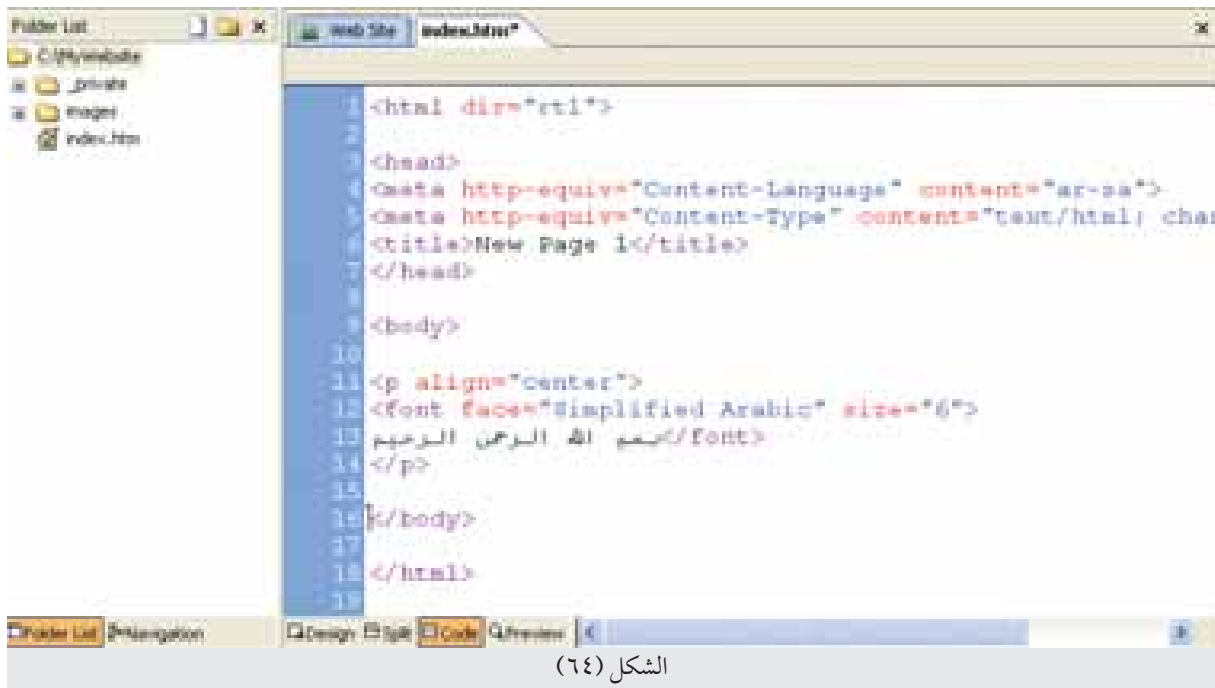 Folder List
Web Site
index.htm*
C:\MyWebsite
_private
images
index.htm
1 <html dir="rtl">
2
3 <head>
4 <meta http-equiv="Content-Language" content="ar-sa">
5 <meta http-equiv="Content-Type" content="text/html; char
6 <title>New Page 1</title>
7 </head>
8
9 <body>
10
11 <p align="center">
12 <font face="Simplified Arabic" size="6">
13 بسم الله الرحمن الرحيم</font>
14 </p>
15
16 </body>
17
18 </html>
19
Folder List Navigation
Design Split Code Preview
الشكل (٦٤)